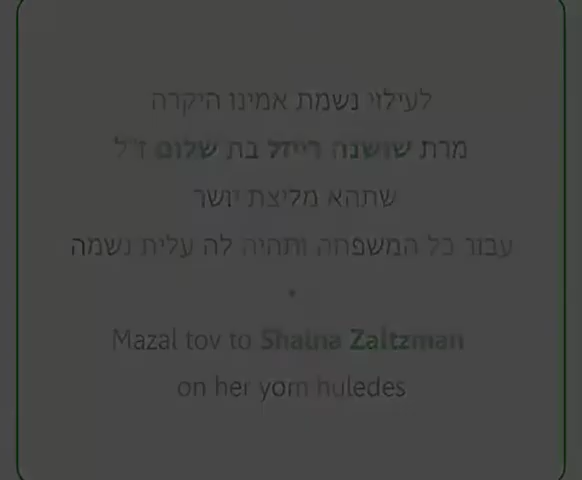 לעילוי נשמת אמינו היקרה
מרת שושנה רייזל בת שלום ז"ל
שתהא מליצת יושר
עבור כל המשפחה ותהיה לה עלית נשמה
•
Mazal tov to Shaina Zaltzman
on her yom huledes